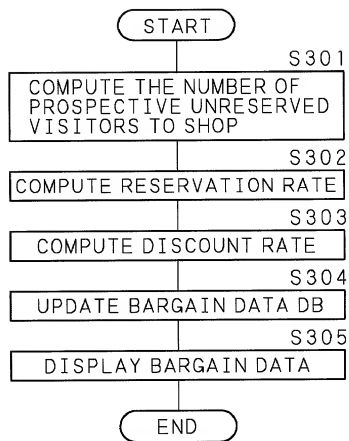 START
S301
COMPUTE THE NUMBER OF
PROSPECTIVE UNRESERVED
VISITORS TO SHOP
S302
COMPUTE RESERVATION RATE
S303
COMPUTE DISCOUNT RATE
S304
UPDATE BARGAIN DATA DB
S305
DISPLAY BARGAIN DATA
END